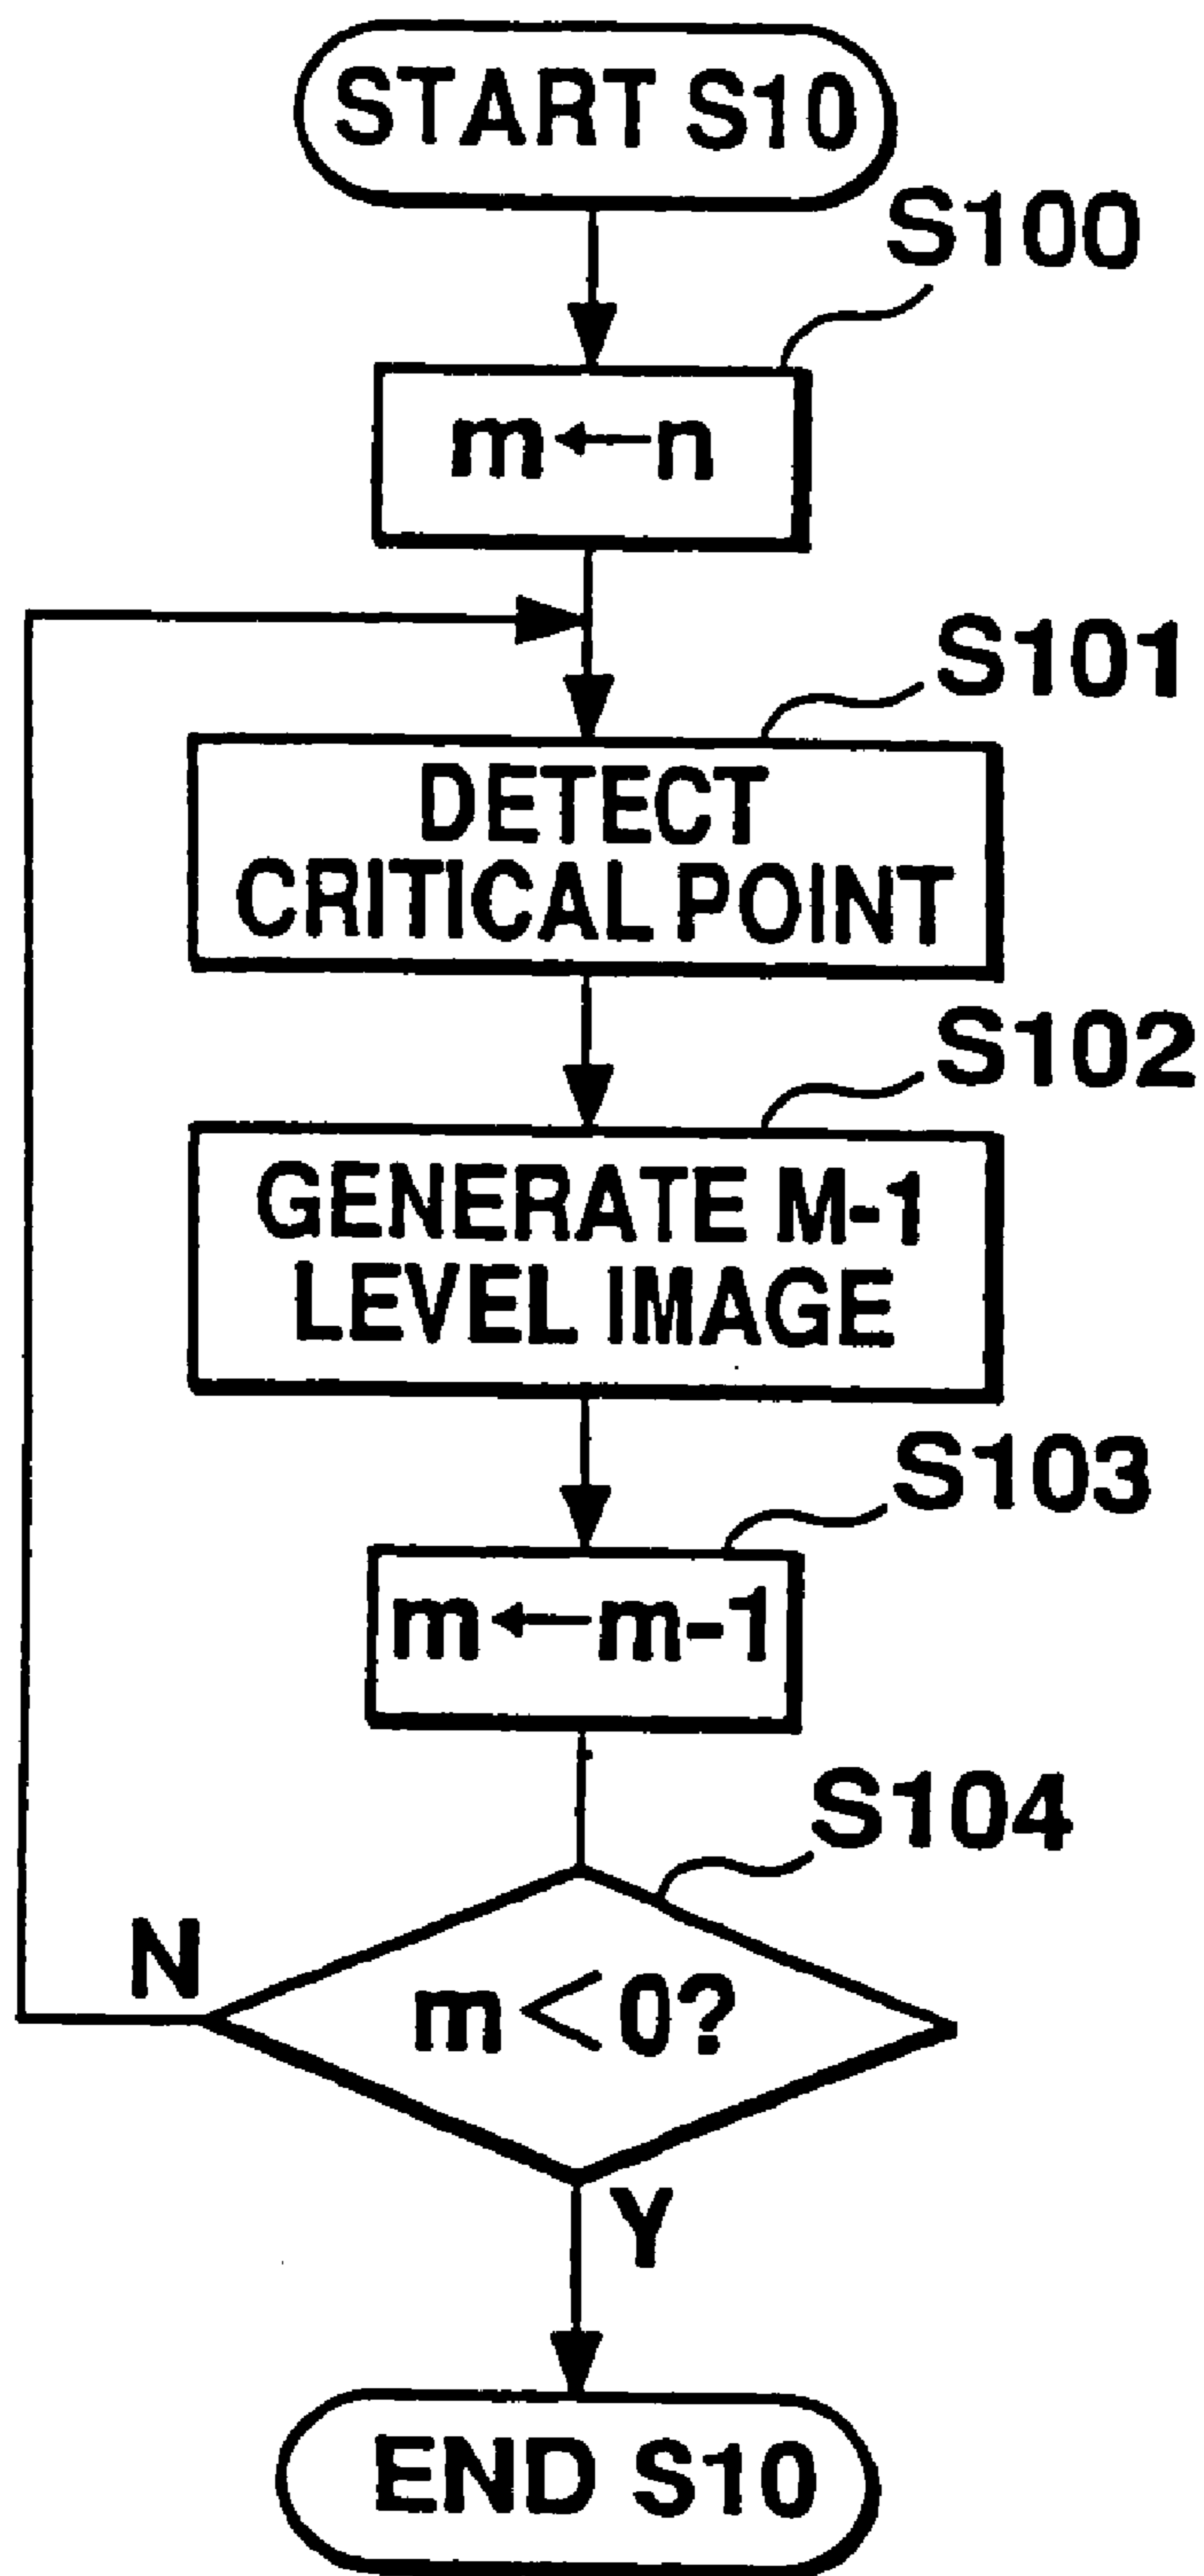 START S10
S100
m←n
S101
DETECT
CRITICAL POINT
S102
GENERATE M-1
LEVEL IMAGE
S103
m←m-1
S104
N
m<0?
Y
END S10